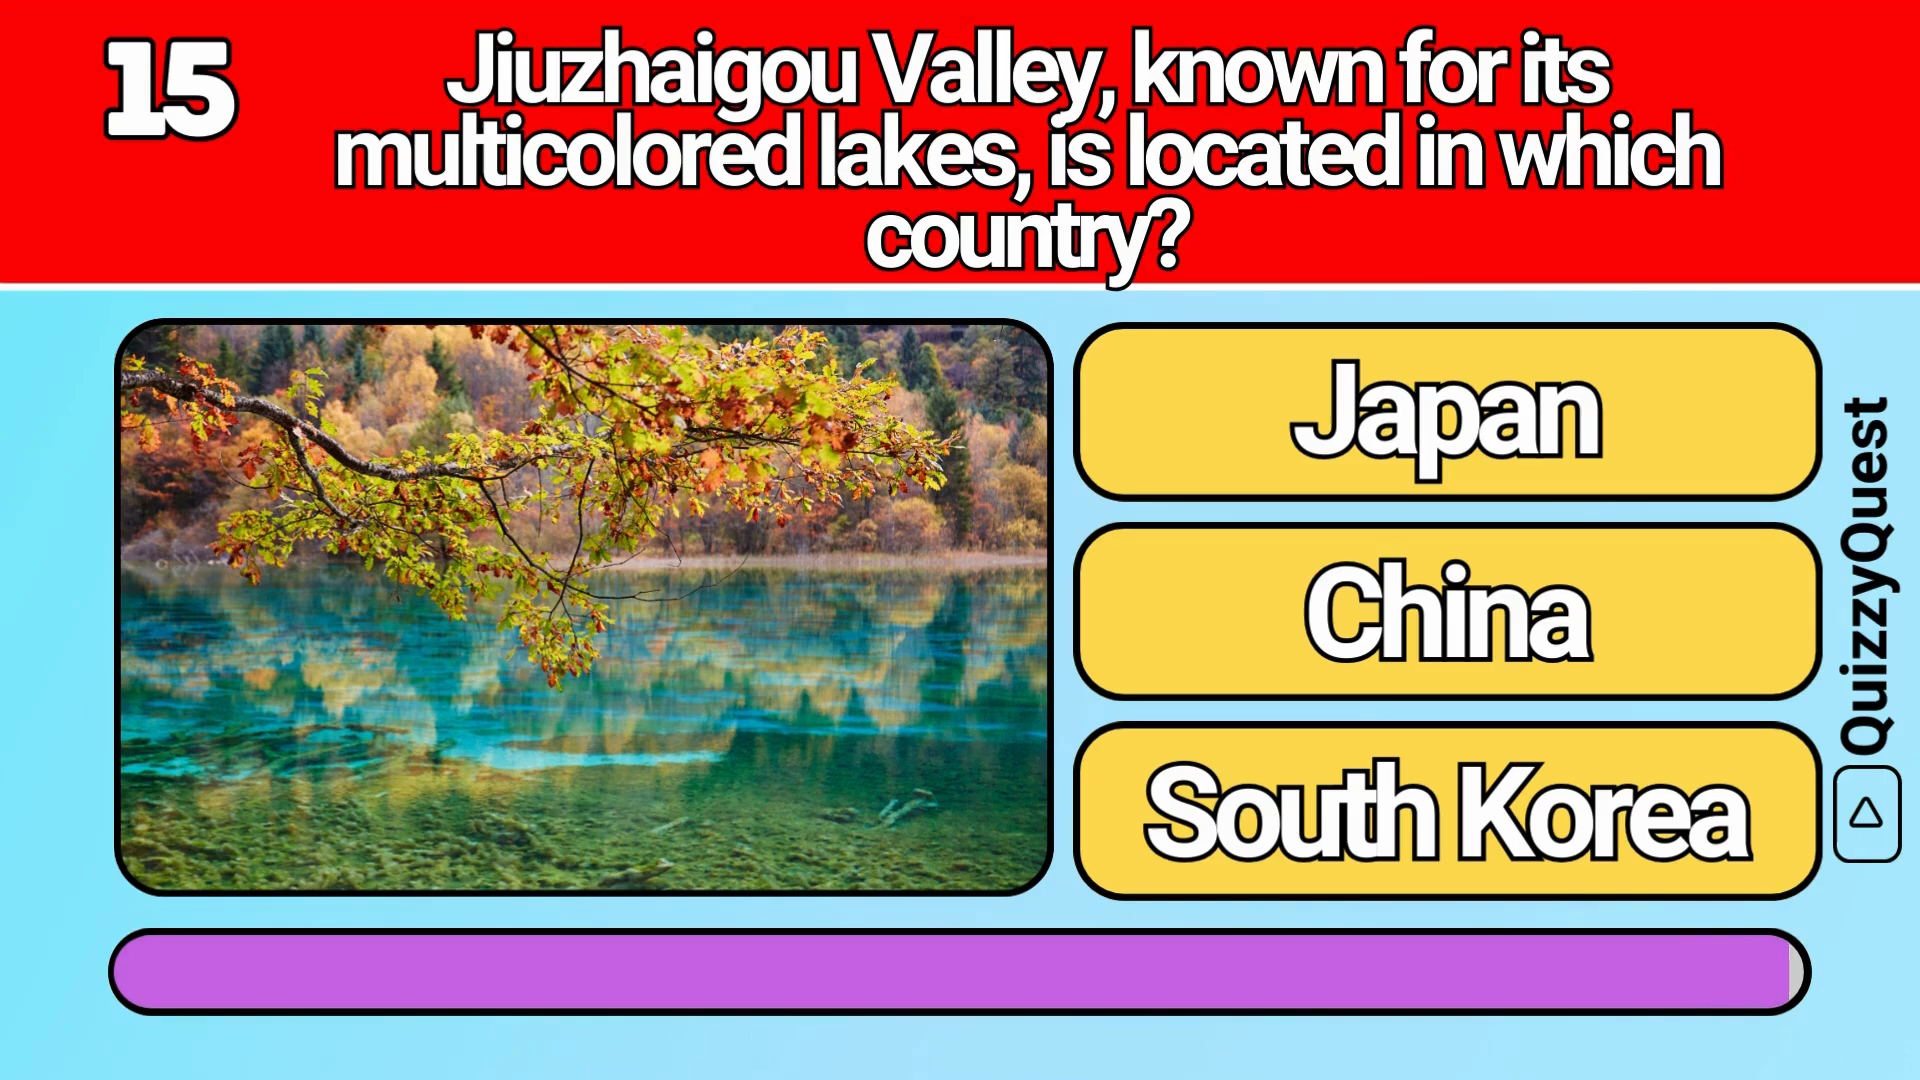 15
Jiuzhaigou Valley, known for its
multicolored lakes, is located in which
country?
Japan
China
South Korea
QuizzyQuest